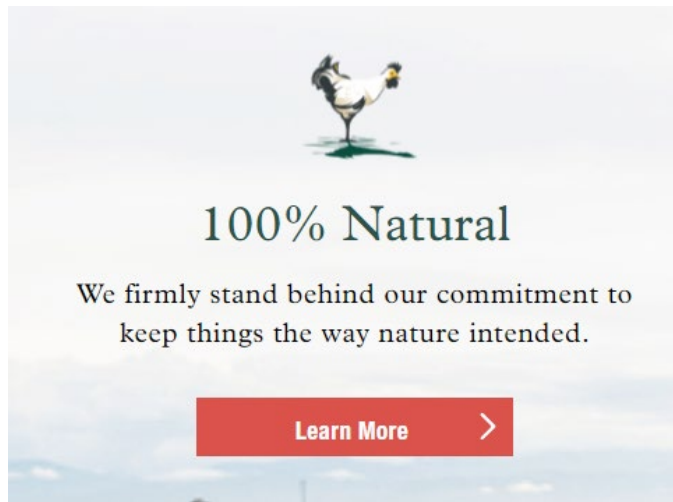 100% Natural
We firmly stand behind our commitment to
keep things the way nature intended.
Learn More